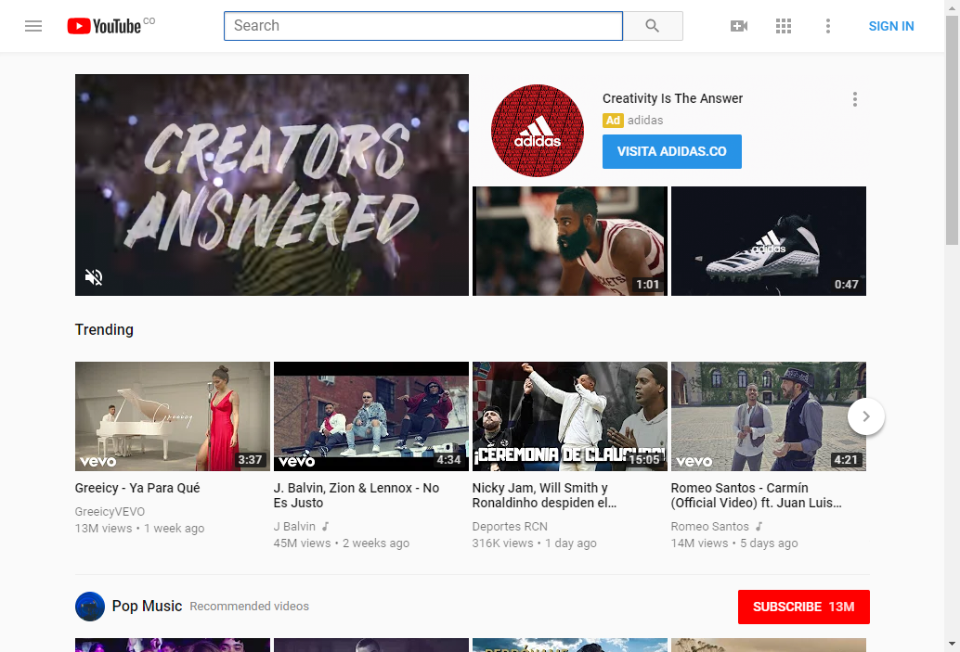 YouTube CO
Search
SIGN IN
CREATORS
ANSWERED
adidas
Creativity Is The Answer
Ad adidas
VISITA ADIDAS.CO
1:01
adidas
0:47
Trending
Greeicy
vevo
3:37
vevo
4:34
¡CEREMONIA DE CLAUSURA!
15:05
vevo
4:21
Greeicy - Ya Para Qué
GreeicyVEVO
13M views • 1 week ago
J. Balvin, Zion & Lennox - No
Es Justo
J Balvin
45M views • 2 weeks ago
Nicky Jam, Will Smith y
Ronaldinho despiden el...
Deportes RCN
316K views • 1 day ago
Romeo Santos - Carmín
(Official Video) ft. Juan Luis...
Romeo Santos
14M views • 5 days ago
Pop Music Recommended videos
SUBSCRIBE 13M